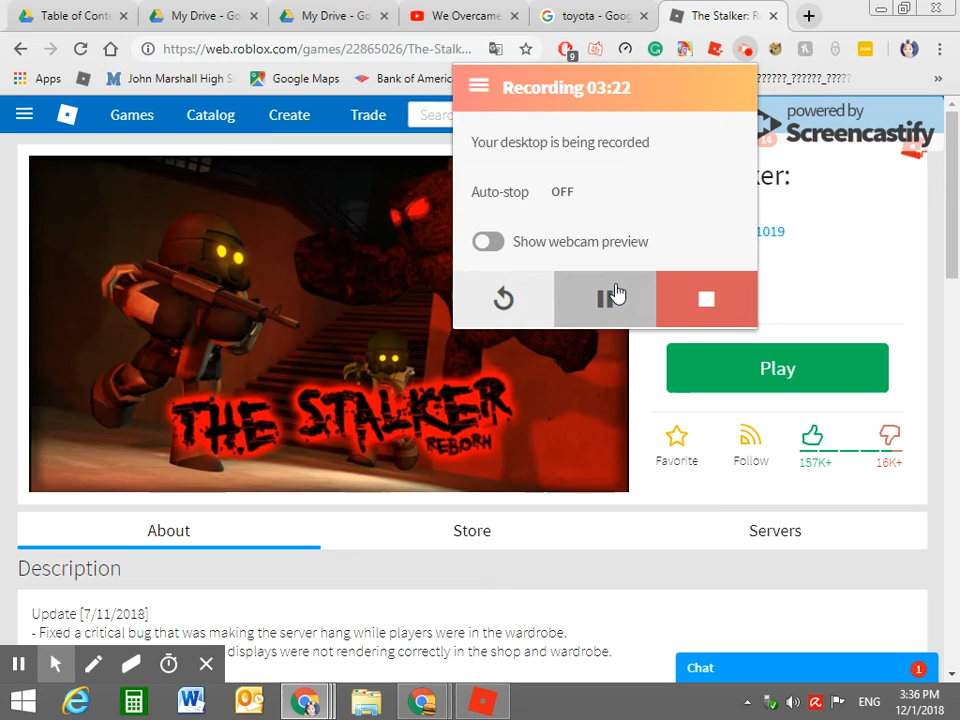 Table of Conte
My Drive - Go
My Drive - Go
We Overcame
toyota - Goog
The Stalker: R
https://web.roblox.com/games/22865026/The-Stalk...
9
Apps
John Marshall High S
Google Maps
Bank of Americ
??????_??????_?????
»
Games
Catalog
Create
Trade
Search
Recording 03:22
powered by
Screencastify
14
Your desktop is being recorded
Auto-stop OFF
Show webcam preview
ker:
1019
THE STALKER
REBORN
Play
Favorite
Follow
157K+
16K+
About
Store
Servers
Description
Update [7/11/2018]
- Fixed a critical bug that was making the server hang while players were in the wardrobe.
displays were not rendering correctly in the shop and wardrobe.
Chat
1
ENG
3:36 PM
12/1/2018